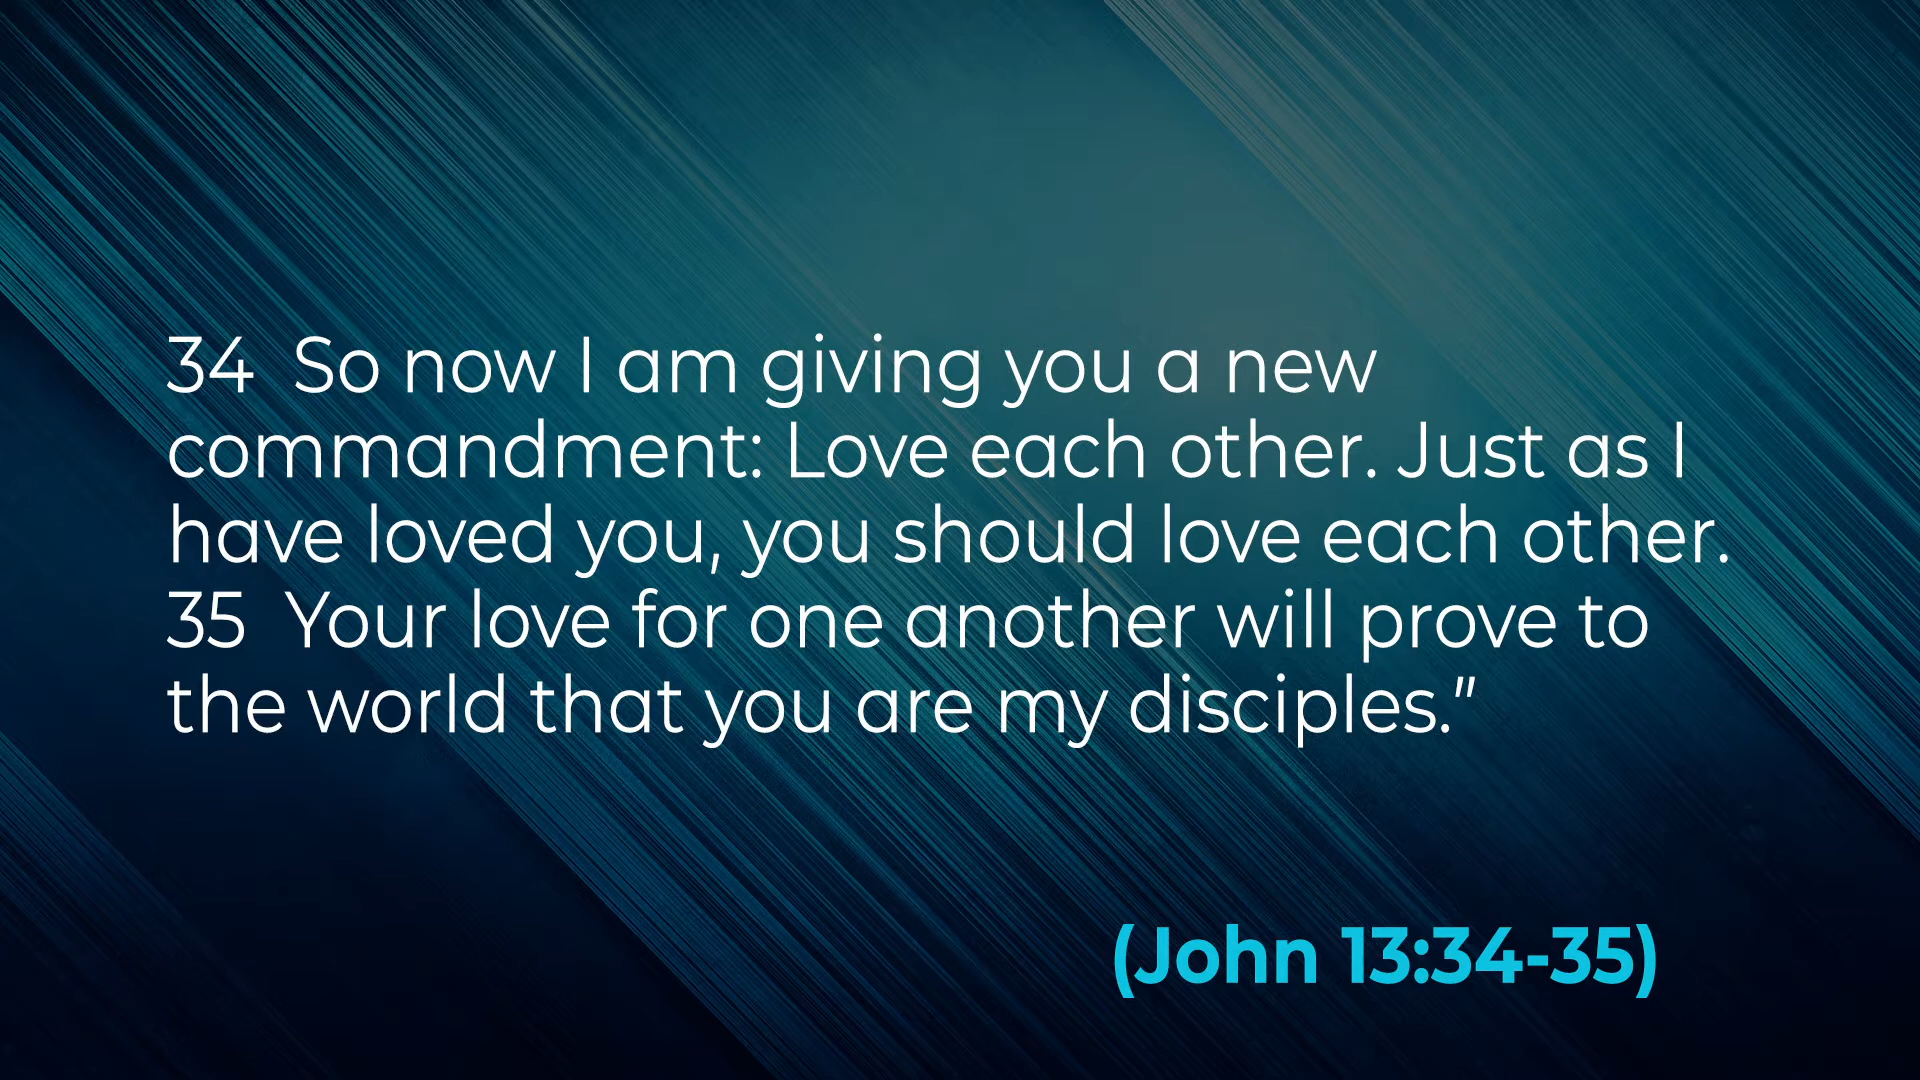 34  So now I am giving you a new
commandment: Love each other. Just as I
have loved you, you should love each other.
35  Your love for one another will prove to
the world that you are my disciples."
(John 13:34-35)